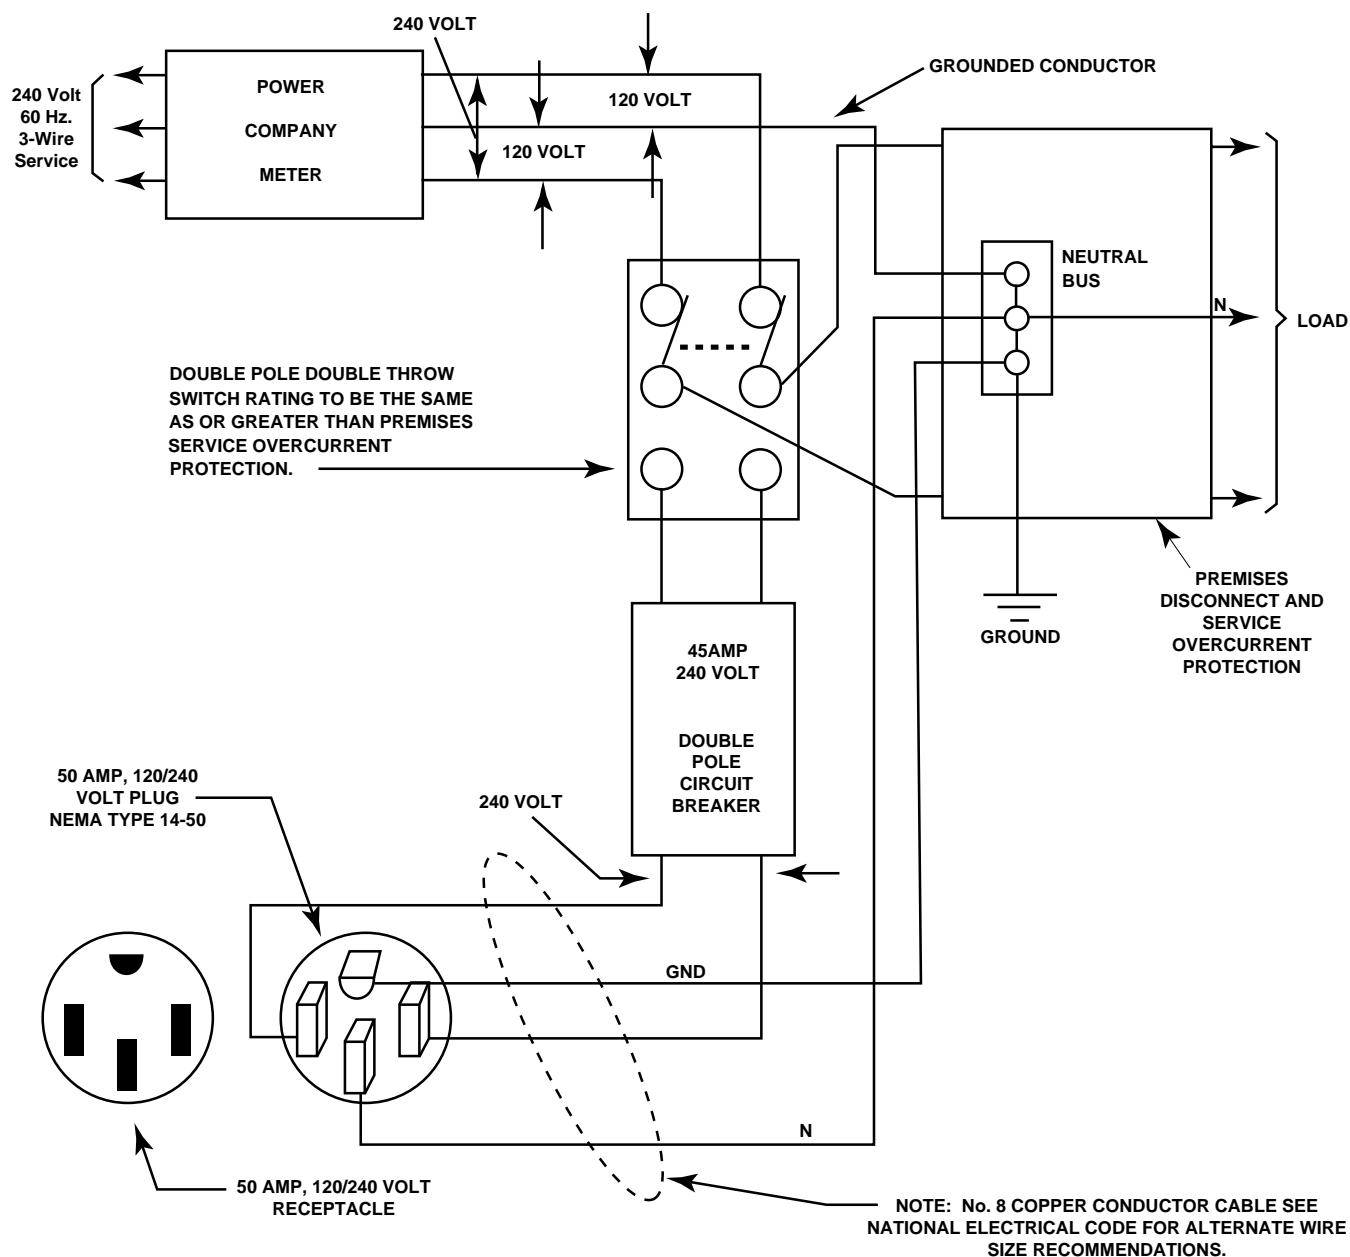 240 VOLT
GROUNDED CONDUCTOR
240 Volt
60 Hz.
3-Wire
Service
POWER
COMPANY
METER
120 VOLT
120 VOLT
NEUTRAL
BUS
N
LOAD
DOUBLE POLE DOUBLE THROW
SWITCH RATING TO BE THE SAME
AS OR GREATER THAN PREMISES
SERVICE OVERCURRENT
PROTECTION.
GROUND
PREMISES
DISCONNECT AND
SERVICE
OVERCURRENT
PROTECTION
45AMP
240 VOLT
DOUBLE
POLE
CIRCUIT
BREAKER
50 AMP, 120/240
VOLT PLUG
NEMA TYPE 14-50
240 VOLT
GND
N
50 AMP, 120/240 VOLT
RECEPTACLE
NOTE: No. 8 COPPER CONDUCTOR CABLE SEE
NATIONAL ELECTRICAL CODE FOR ALTERNATE WIRE
SIZE RECOMMENDATIONS.